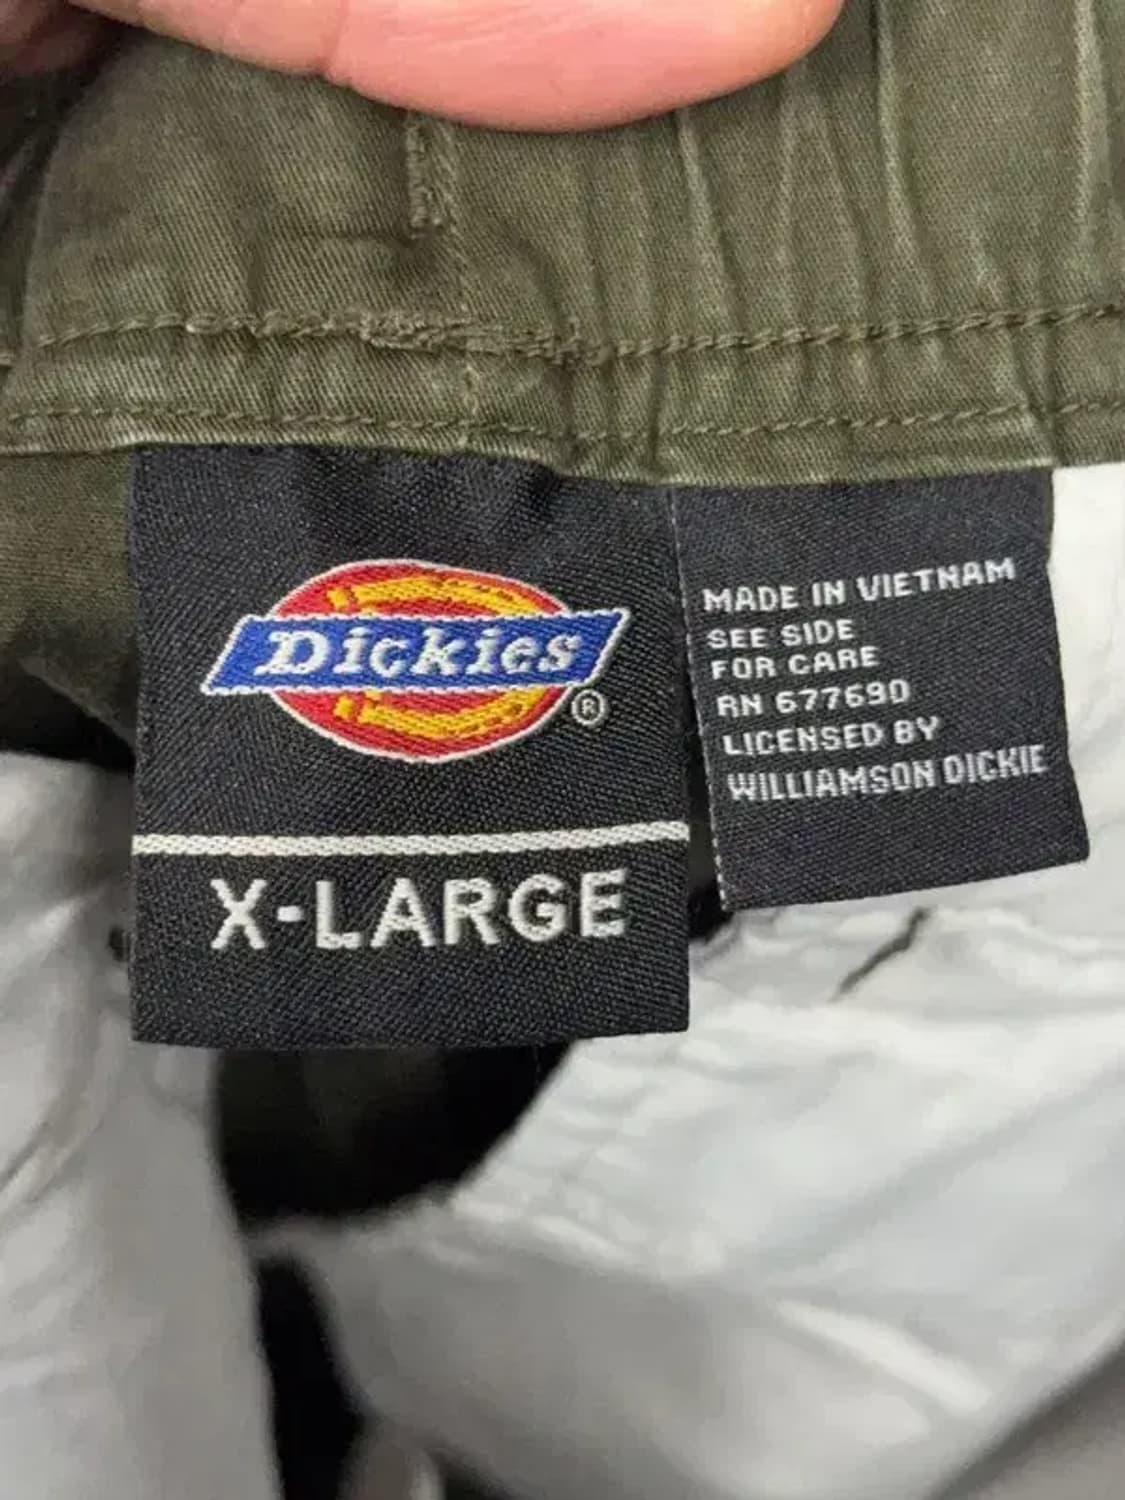 Dickies
®
X-LARGE
MADE IN VIETNAM
SEE SIDE
FOR CARE
RN 677690
LICENSED BY
WILLIAMSON DICKIE